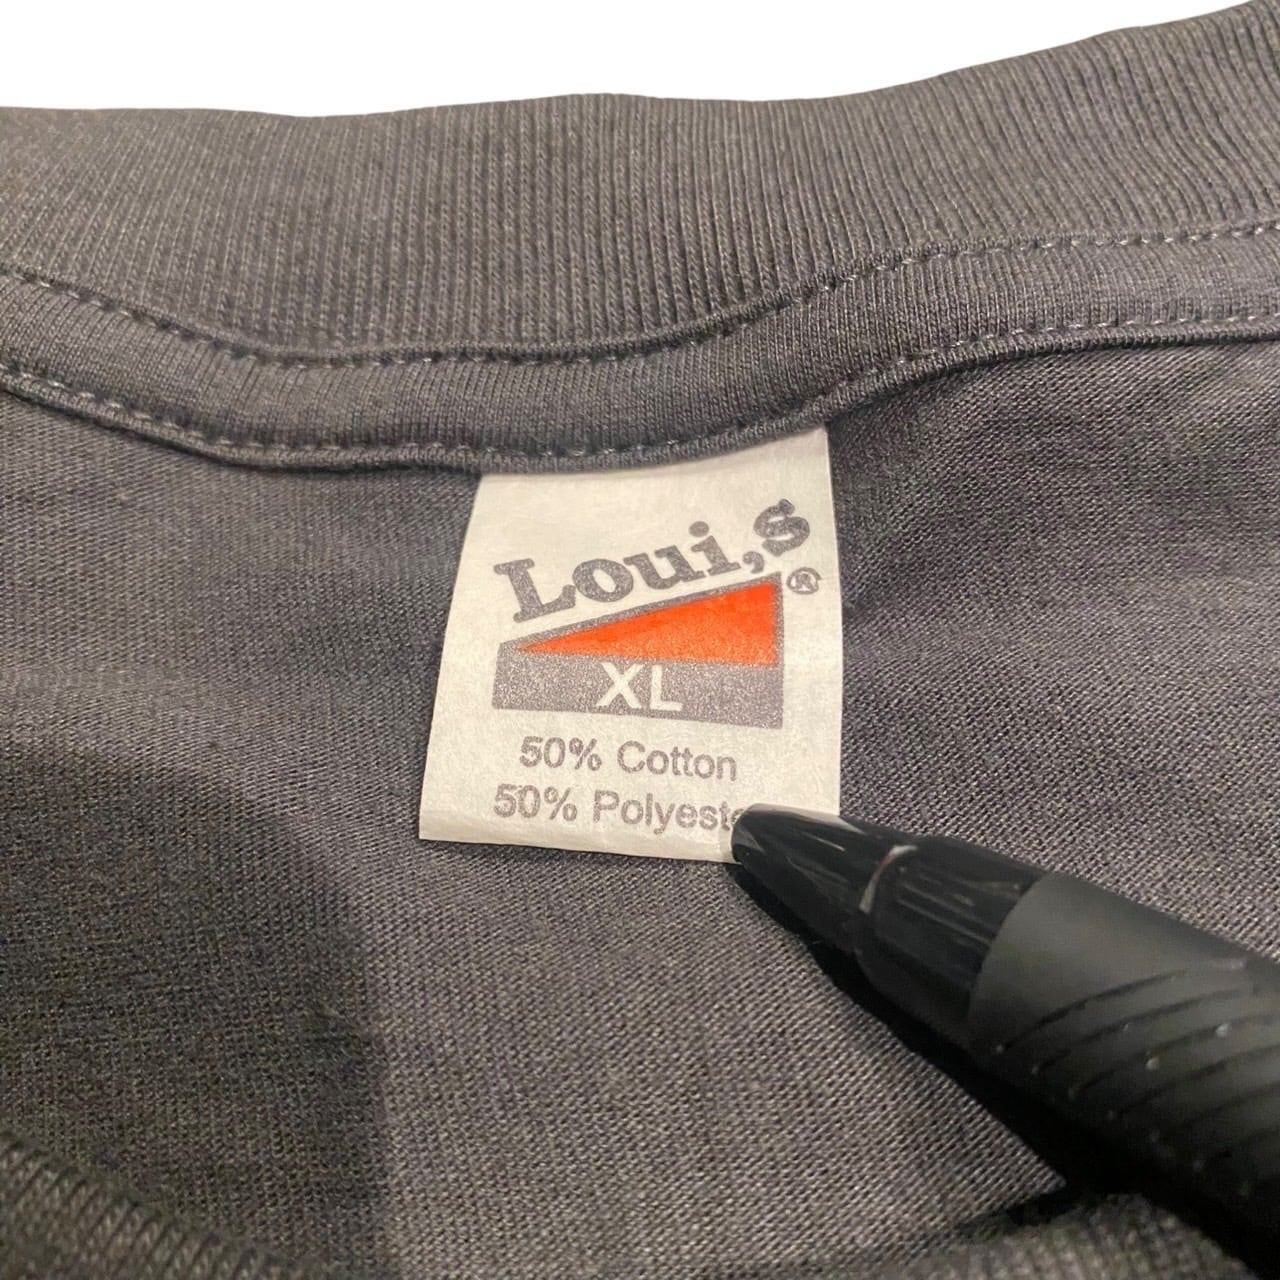 Loui,s
®
XL
50% Cotton
50% Polyeste